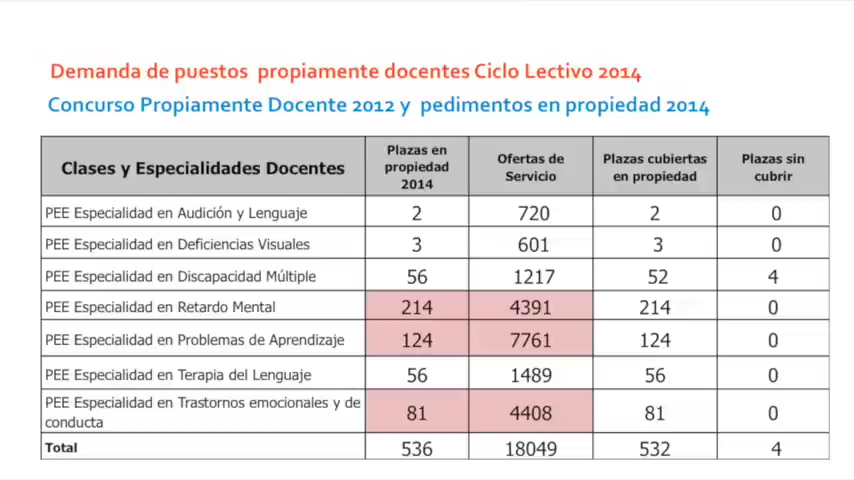 Demanda de puestos propiamente docentes Ciclo Lectivo 2014
Concurso Propiamente Docente 2012 y pedimentos en propiedad 2014
Clases y Especialidades Docentes | Plazas en propiedad 2014 | Ofertas de Servicio | Plazas cubiertas en propiedad | Plazas sin cubrir
PEE Especialidad en Audición y Lenguaje | 2 | 720 | 2 | 0
PEE Especialidad en Deficiencias Visuales | 3 | 601 | 3 | 0
PEE Especialidad en Discapacidad Múltiple | 56 | 1217 | 52 | 4
PEE Especialidad en Retardo Mental | 214 | 4391 | 214 | 0
PEE Especialidad en Problemas de Aprendizaje | 124 | 7761 | 124 | 0
PEE Especialidad en Terapia del Lenguaje | 56 | 1489 | 56 | 0
PEE Especialidad en Trastornos emocionales y de conducta | 81 | 4408 | 81 | 0
Total | 536 | 18049 | 532 | 4